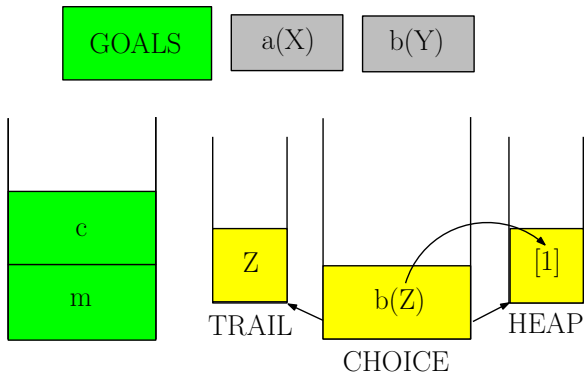 GOALS a(X) b(Y)
c
Z
[1]
m
b(Z)
TRAIL
HEAP
CHOICE